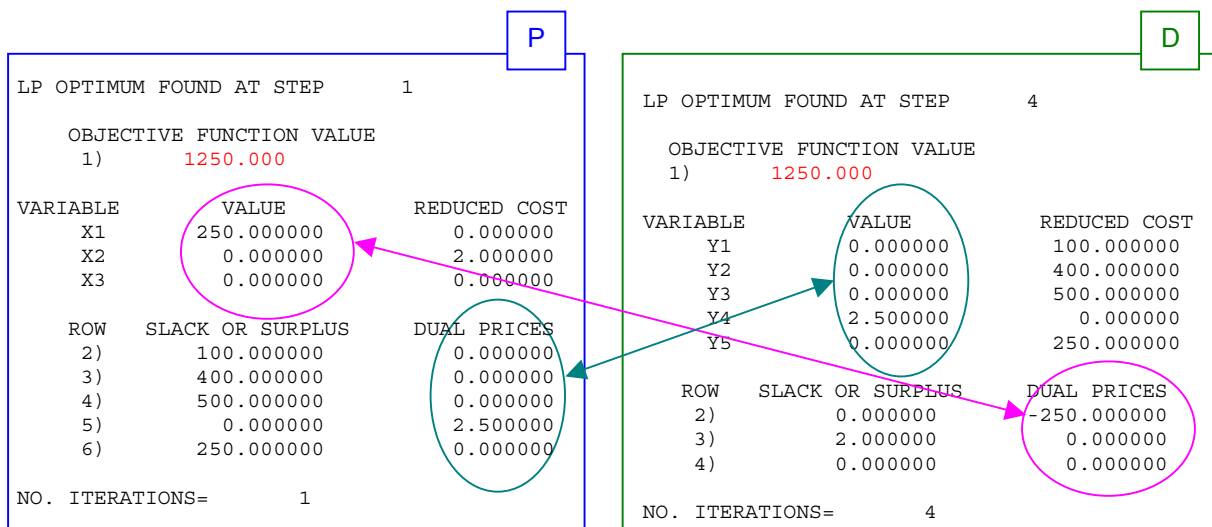 P
LP OPTIMUM FOUND AT STEP 1
OBJECTIVE FUNCTION VALUE
1) 1250.000
VARIABLE VALUE REDUCED COST
X1 250.000000 0.000000
X2 0.000000 2.000000
X3 0.000000 0.000000
ROW SLACK OR SURPLUS DUAL PRICES
2) 100.000000 0.000000
3) 400.000000 0.000000
4) 500.000000 0.000000
5) 0.000000 2.500000
6) 250.000000 0.000000
NO. ITERATIONS= 1
D
LP OPTIMUM FOUND AT STEP 4
OBJECTIVE FUNCTION VALUE
1) 1250.000
VARIABLE VALUE REDUCED COST
Y1 0.000000 100.000000
Y2 0.000000 400.000000
Y3 0.000000 500.000000
Y4 2.500000 0.000000
Y5 0.000000 250.000000
ROW SLACK OR SURPLUS DUAL PRICES
2) 0.000000 -250.000000
3) 2.000000 0.000000
4) 0.000000 0.000000
NO. ITERATIONS= 4